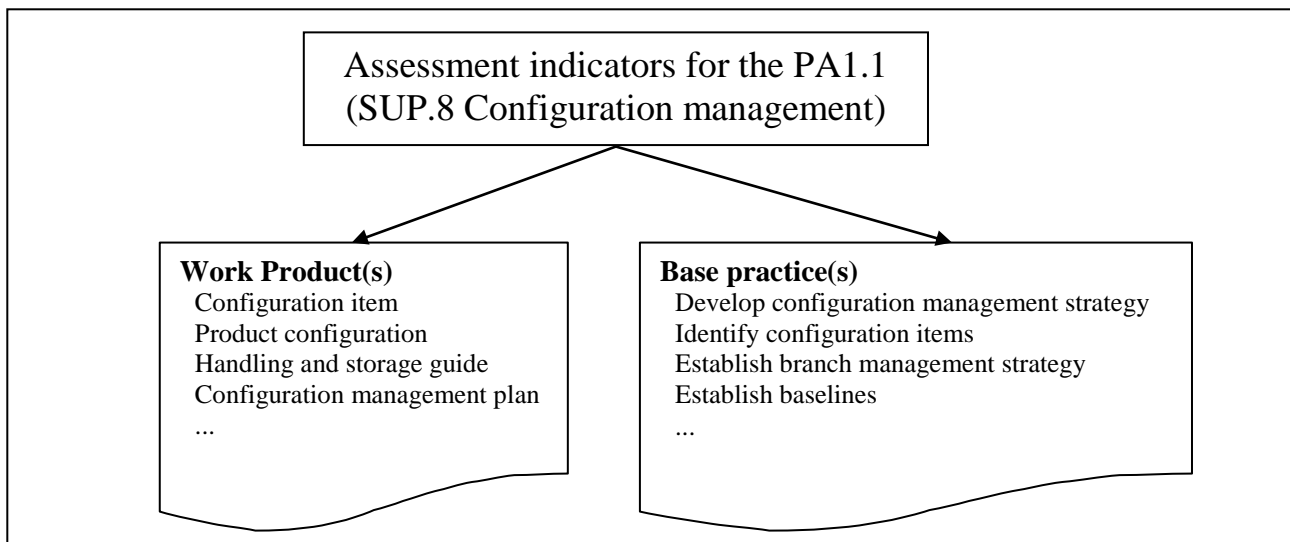 Assessment indicators for the PA1.1
(SUP.8 Configuration management)
Work Product(s)
Configuration item
Product configuration
Handling and storage guide
Configuration management plan
...
Base practice(s)
Develop configuration management strategy
Identify configuration items
Establish branch management strategy
Establish baselines
...